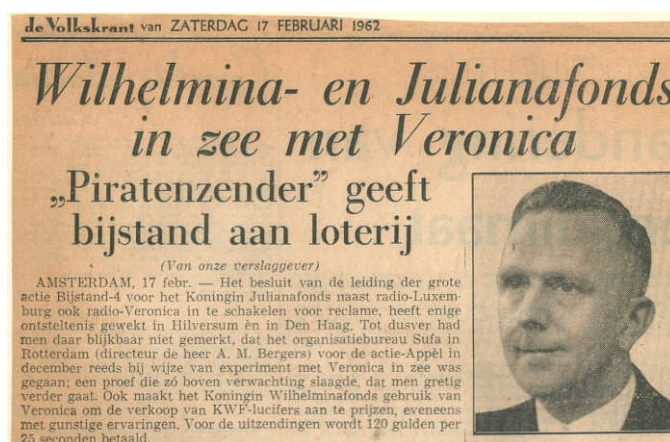 de Volkskrant van ZATERDAG 17 FEBRUARI 1962
Wilhelmina- en Julianafonds
in zee met Veronica
„Piratenzender” geeft
bijstand aan loterij
(Van onze verslaggever)
AMSTERDAM, 17 febr. — Het besluit van de leiding der grote
actie Bijstand-4 voor het Koningin Julianafonds naast radio-Luxem-
burg ook radio-Veronica in te schakelen voor reclame, heeft enige
ontsteltenis gewekt in Hilversum èn in Den Haag. Tot dusver had
men daar blijkbaar niet gemerkt, dat het organisatiebureau Sufa in
Rotterdam (directeur de heer A. M. Bergers) voor de actie-Appèl in
december reeds bij wijze van experiment met Veronica in zee was
gegaan; een proef die zó boven verwachting slaagde, dat men gretig
verder gaat. Ook maakt het Koningin Wilhelminafonds gebruik van
Veronica om de verkoop van KWF-lucifers aan te prijzen, eveneens
met gunstige ervaringen. Voor de uitzendingen wordt 120 gulden per
25 seconden betaald.